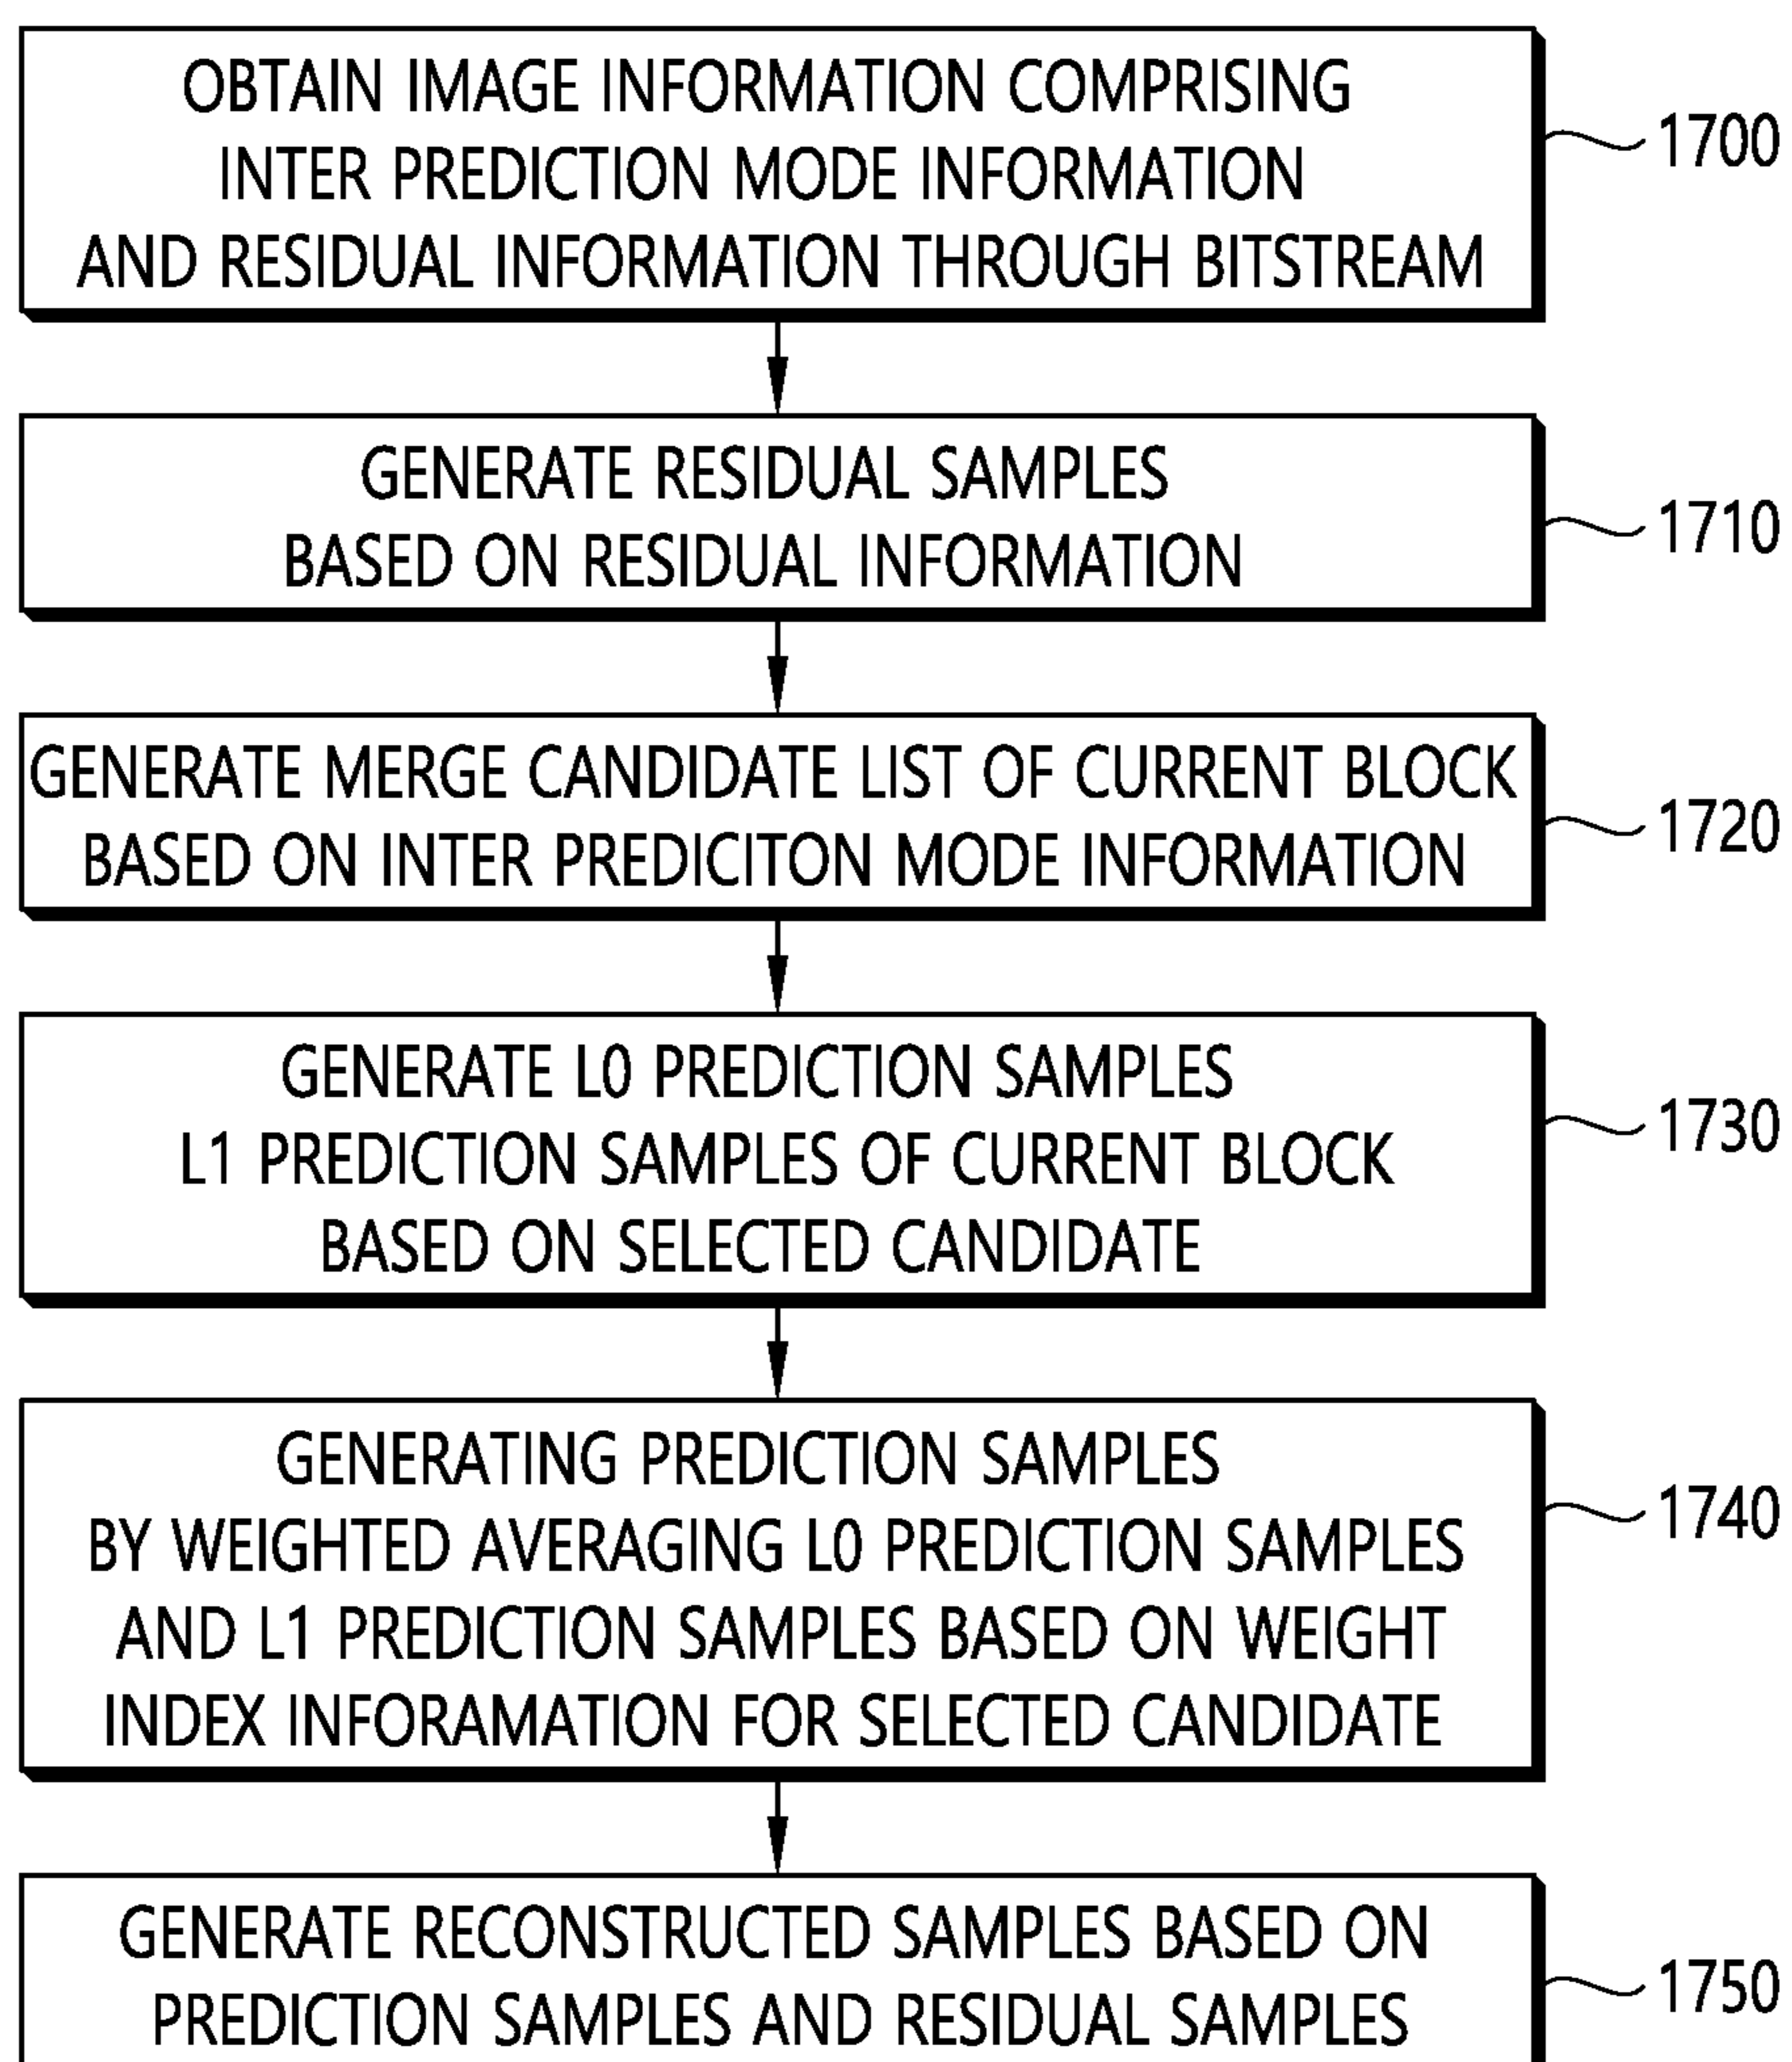 OBTAIN IMAGE INFORMATION COMPRISING
INTER PREDICTION MODE INFORMATION
AND RESIDUAL INFORMATION THROUGH BITSTREAM
1700
GENERATE RESIDUAL SAMPLES
BASED ON RESIDUAL INFORMATION
1710
GENERATE MERGE CANDIDATE LIST OF CURRENT BLOCK
BASED ON INTER PREDICITON MODE INFORMATION
1720
GENERATE L0 PREDICTION SAMPLES
L1 PREDICTION SAMPLES OF CURRENT BLOCK
BASED ON SELECTED CANDIDATE
1730
GENERATING PREDICTION SAMPLES
BY WEIGHTED AVERAGING L0 PREDICTION SAMPLES
AND L1 PREDICTION SAMPLES BASED ON WEIGHT
INDEX INFORAMATION FOR SELECTED CANDIDATE
1740
GENERATE RECONSTRUCTED SAMPLES BASED ON
PREDICTION SAMPLES AND RESIDUAL SAMPLES
1750